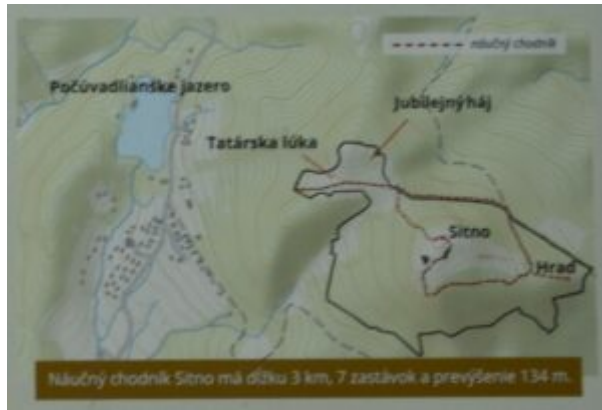 náučný chodník
Počúvadlianske jazero
Jubilejný háj
Tatárska lúka
Sitno
Hrad
Náučný chodník Sitno má dĺžku 3 km, 7 zastávok a prevýšenie 134 m.